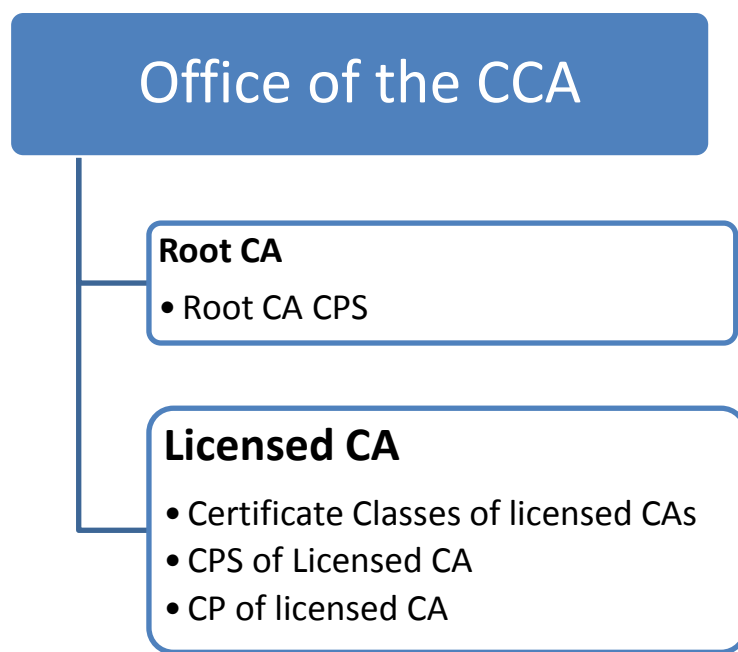 Office of the CCA
Root CA
• Root CA CPS
Licensed CA
• Certificate Classes of licensed CAs
• CPS of Licensed CA
• CP of licensed CA